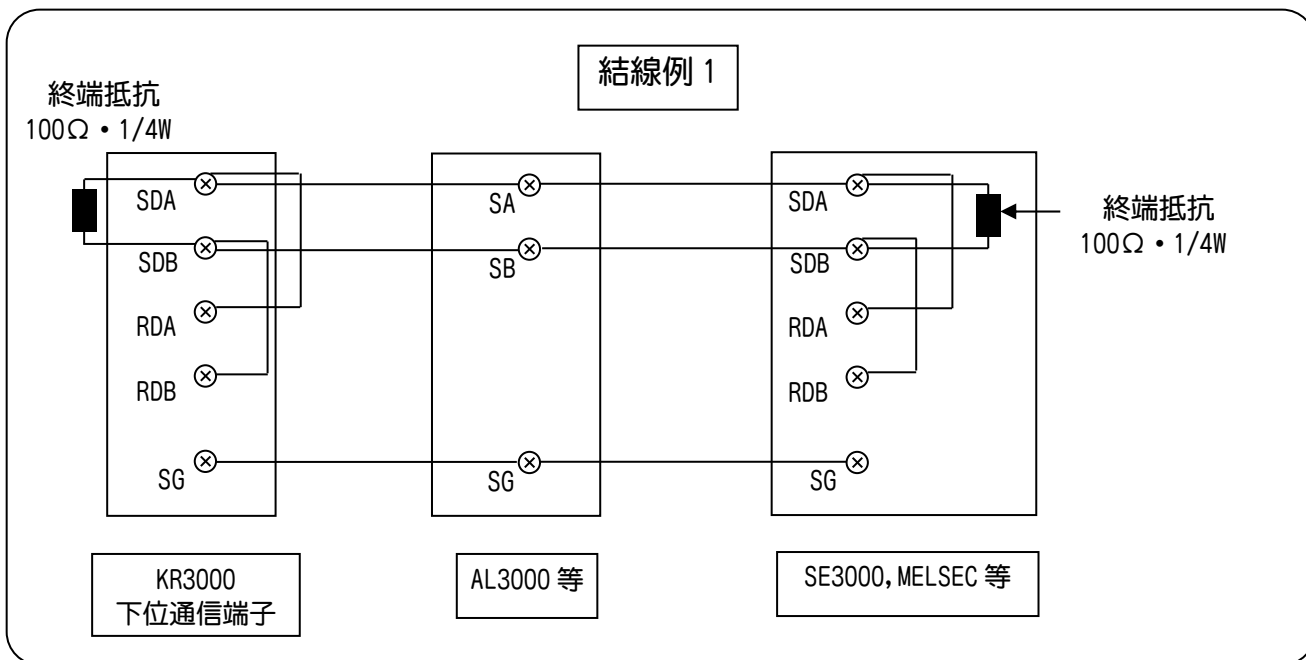 結線例 1
終端抵抗
100Ω・1/4W
SDA
SDB
RDA
RDB
SG
SA
SB
SG
SDA
SDB
RDA
RDB
SG
終端抵抗
100Ω・1/4W
KR3000
下位通信端子
AL3000 等
SE3000, MELSEC 等